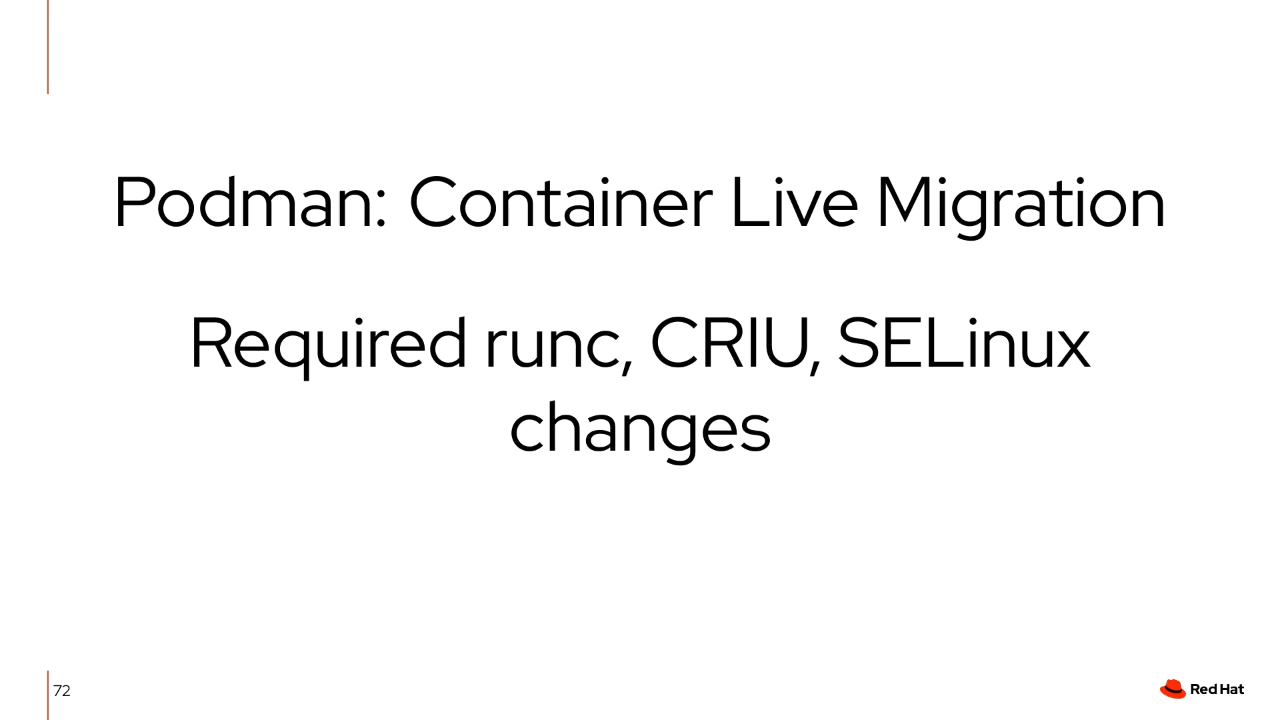 Podman: Container Live Migration
Required runc, CRIU, SELinux
changes
72
Red Hat